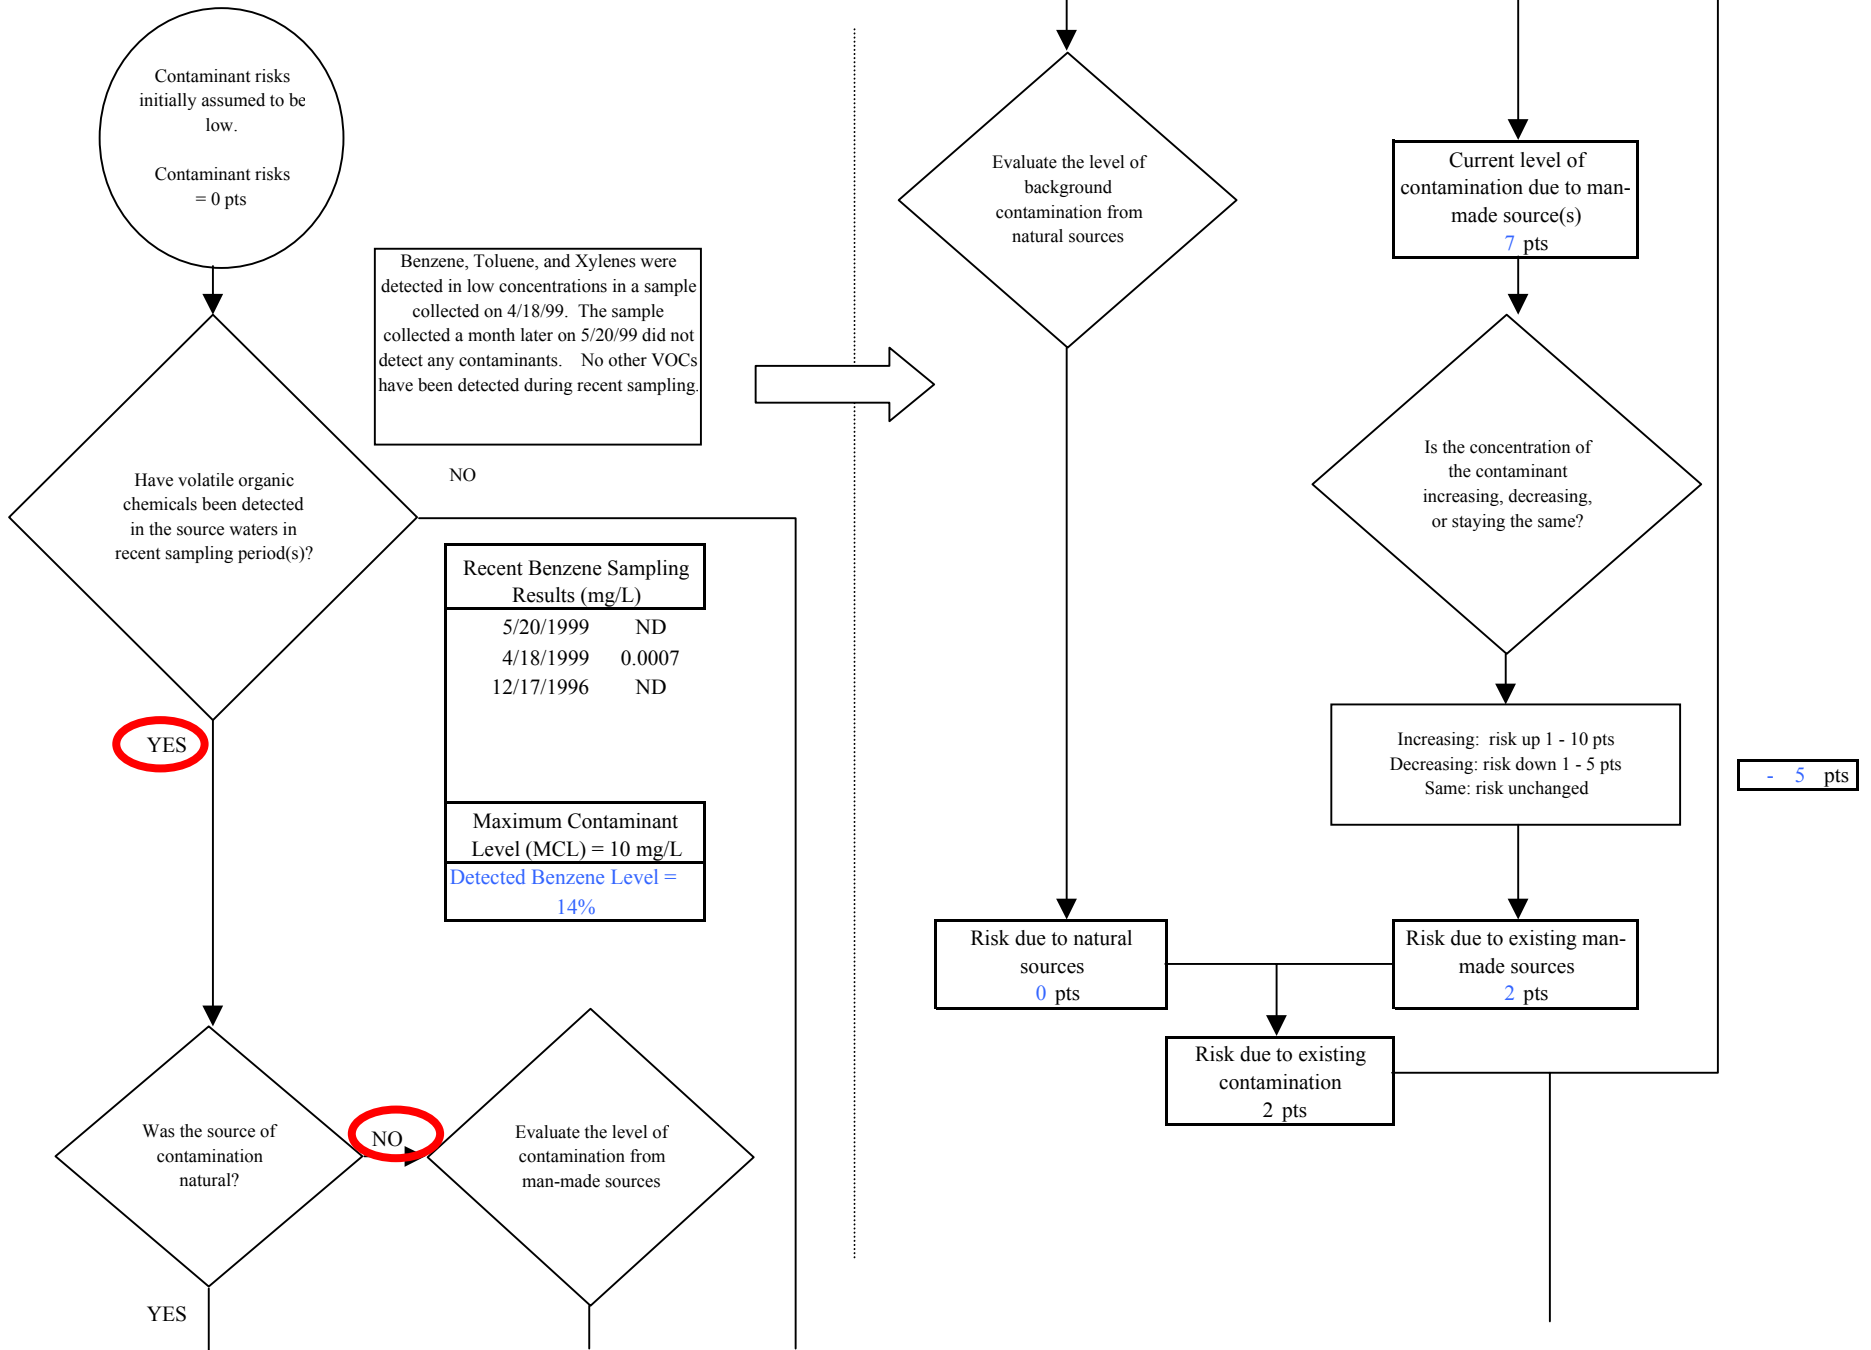 Contaminant risks
initially assumed to be
low.
Contaminant risks
= 0 pts
Benzene, Toluene, and Xylenes were
detected in low concentrations in a sample
collected on 4/18/99. The sample
collected a month later on 5/20/99 did not
detect any contaminants. No other VOCs
have been detected during recent sampling.
Have volatile organic
chemicals been detected
in the source waters in
recent sampling period(s)?
NO
Recent Benzene Sampling
Results (mg/L)
5/20/1999 ND
4/18/1999 0.0007
12/17/1996 ND
YES
Maximum Contaminant
Level (MCL) = 10 mg/L
Detected Benzene Level =
14%
Was the source of
contamination
natural?
NO
Evaluate the level of
contamination from
man-made sources
YES
Evaluate the level of
background
contamination from
natural sources
Current level of
contamination due to man-
made source(s)
7 pts
Is the concentration of
the contaminant
increasing, decreasing,
or staying the same?
Increasing: risk up 1 - 10 pts
Decreasing: risk down 1 - 5 pts
Same: risk unchanged
- 5 pts
Risk due to natural
sources
0 pts
Risk due to existing man-
made sources
2 pts
Risk due to existing
contamination
2 pts